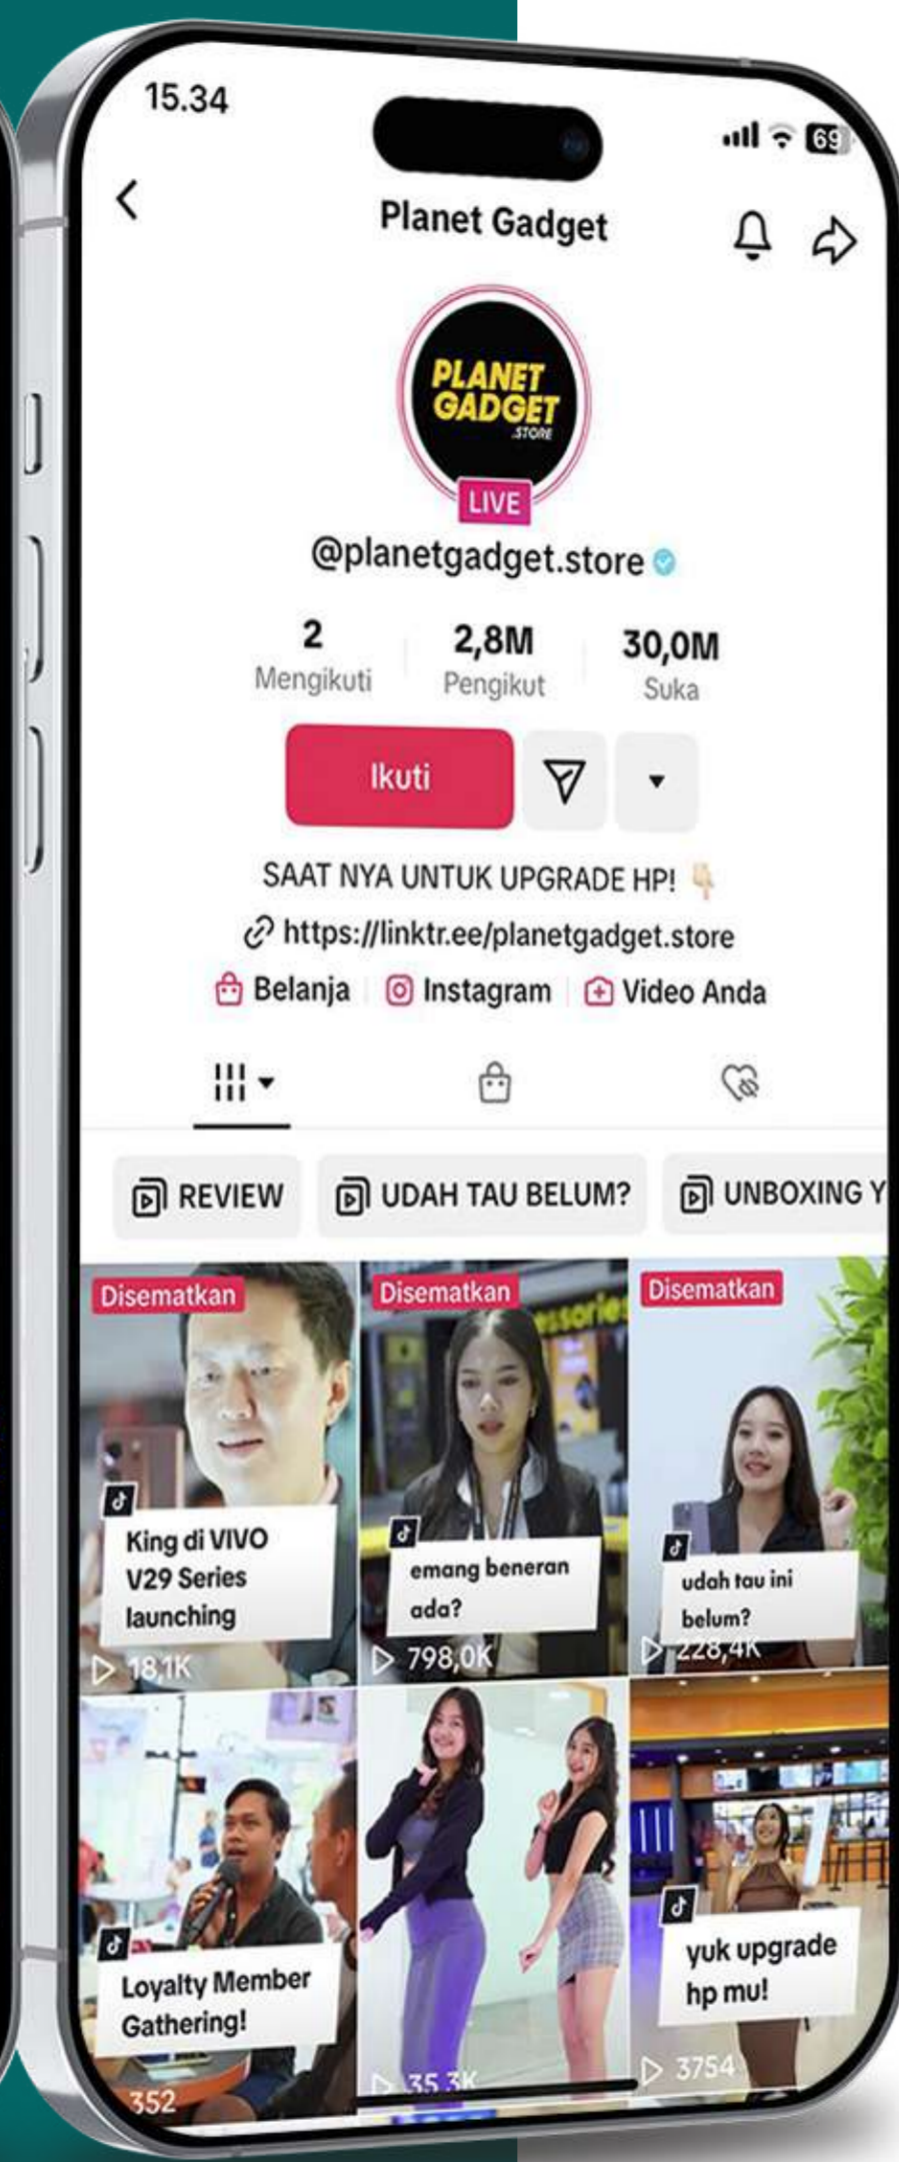 15.34
69
Planet Gadget
PLANET
GADGET
.STORE
LIVE
@planetgadget.store
2
2,8M
30,0M
Mengikuti
Pengikut
Suka
Ikuti
SAAT NYA UNTUK UPGRADE HP!
https://linktr.ee/planetgadget.store
Belanja
Instagram
Video Anda
REVIEW
UDAH TAU BELUM?
UNBOXING Y
Disematkan
Disematkan
Disematkan
essories
King di VIVO
V29 Series
launching
emang beneran
ada?
udah tau ini
belum?
18,1K
798,0K
228,4K
Loyalty Member
Gathering!
yuk upgrade
hp mu!
352
35,3K
3754